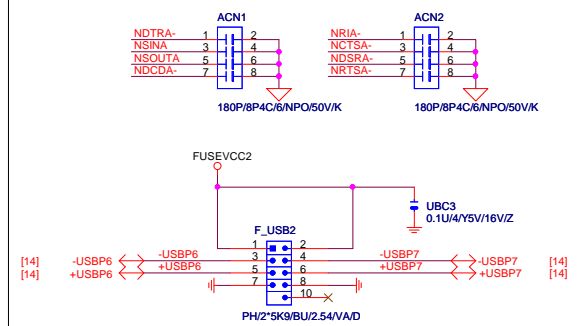 ACN1 ACN2
NDTRA- 1 2 NRIA- 1 2
NSINA 3 4 NCTSA- 3 4
NSOUTA 5 6 NDSRA- 5 6
NDCDA- 7 8 NRTSA- 7 8
180P/8P4C/6/NPO/50V/K 180P/8P4C/6/NPO/50V/K
FUSEVCC2
UBC3
0.1U/4/Y5V/16V/Z
F_USB2
1 2
[14] -USBP6 -USBP6 3 4 -USBP7 -USBP7 [14]
[14] +USBP6 +USBP6 5 6 +USBP7 +USBP7 [14]
7 8
10
PH/2*5K9/BU/2.54/VA/D